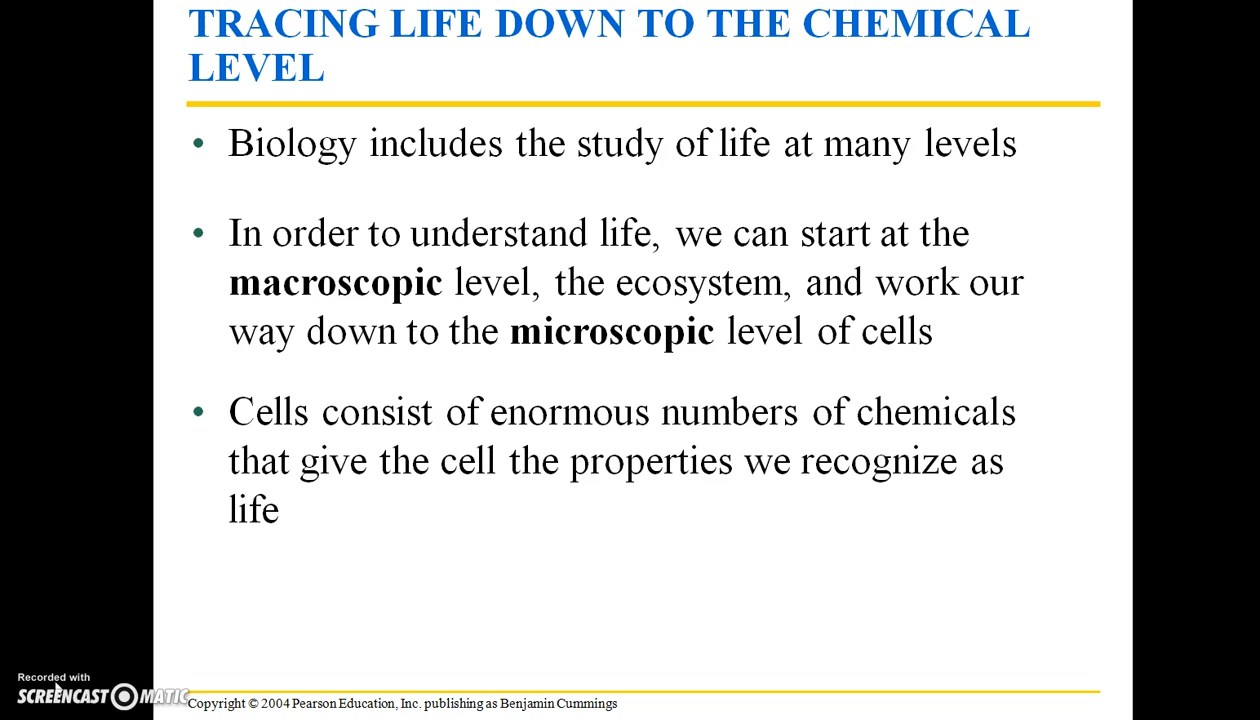 TRACING LIFE DOWN TO THE CHEMICAL
LEVEL
• Biology includes the study of life at many levels
• In order to understand life, we can start at the
macroscopic level, the ecosystem, and work our
way down to the microscopic level of cells
• Cells consist of enormous numbers of chemicals
that give the cell the properties we recognize as
life
Recorded with
SCREENCAST MATIC
Copyright © 2004 Pearson Education, Inc. publishing as Benjamin Cummings